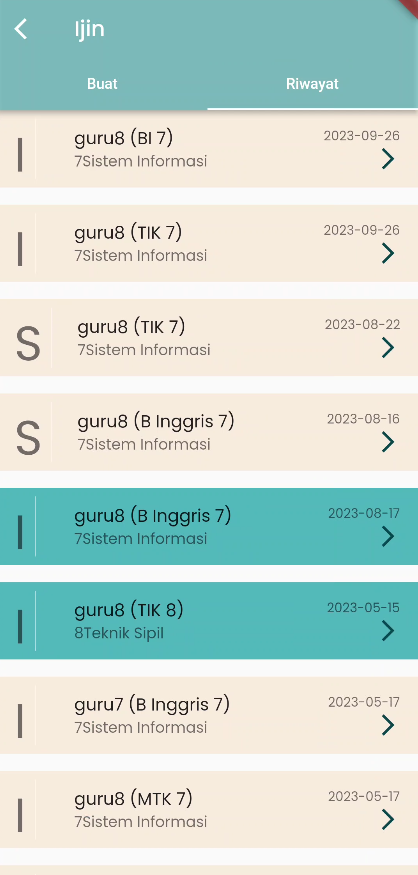 Ijin
Buat
Riwayat
I
guru8 (BI 7)
2023-09-26
7Sistem Informasi
I
guru8 (TIK 7)
2023-09-26
7Sistem Informasi
S
guru8 (TIK 7)
2023-08-22
7Sistem Informasi
S
guru8 (B Inggris 7)
2023-08-16
7Sistem Informasi
I
guru8 (B Inggris 7)
2023-08-17
7Sistem Informasi
I
guru8 (TIK 8)
2023-05-15
8Teknik Sipil
I
guru7 (B Inggris 7)
2023-05-17
7Sistem Informasi
I
guru8 (MTK 7)
2023-05-17
7Sistem Informasi